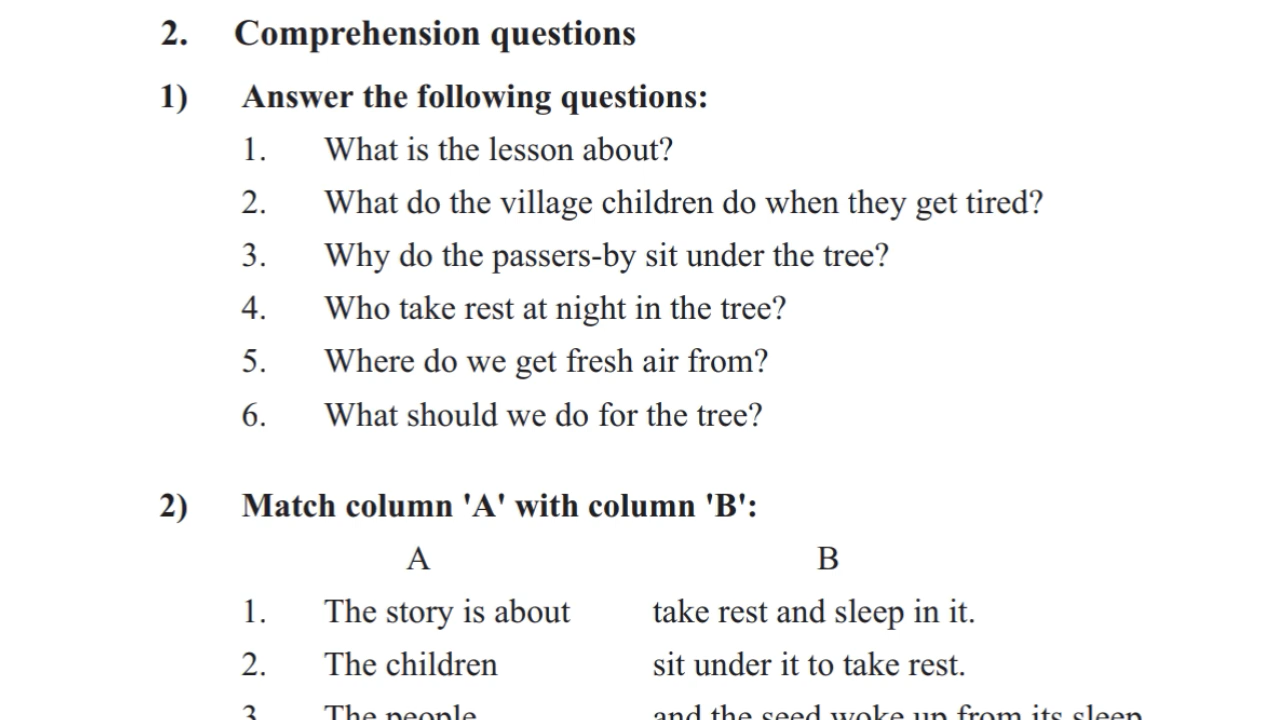 2. Comprehension questions
1) Answer the following questions:
1. What is the lesson about?
2. What do the village children do when they get tired?
3. Why do the passers-by sit under the tree?
4. Who take rest at night in the tree?
5. Where do we get fresh air from?
6. What should we do for the tree?
2) Match column 'A' with column 'B':
A B
1. The story is about take rest and sleep in it.
2. The children sit under it to take rest.
3. The people and the seed woke up from its sleep